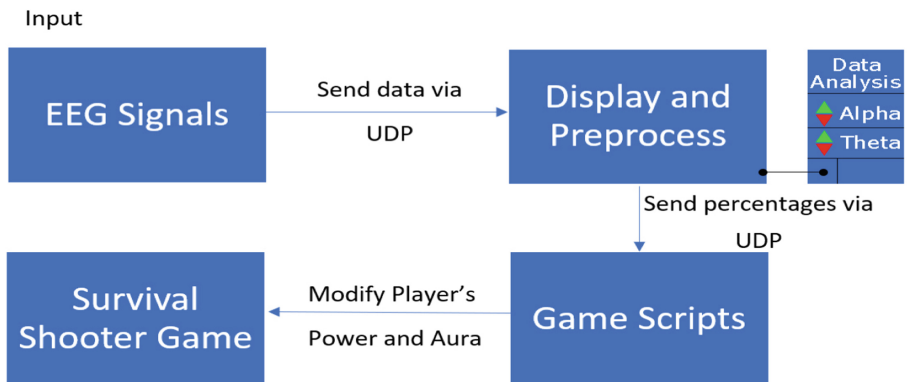 Input
EEG Signals
Send data via
UDP
Display and
Preprocess
Data
Analysis
Alpha
Theta
Send percentages via
UDP
Game Scripts
Modify Player's
Power and Aura
Survival
Shooter Game